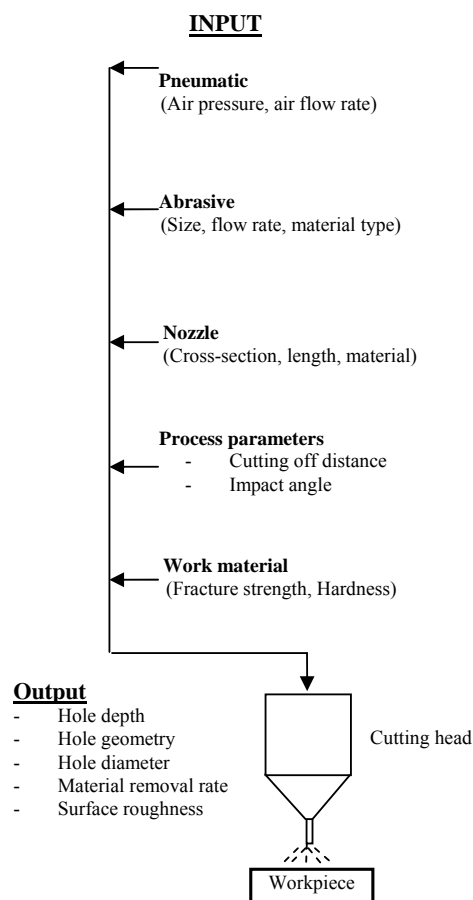 INPUT
Pneumatic
(Air pressure, air flow rate)
Abrasive
(Size, flow rate, material type)
Nozzle
(Cross-section, length, material)
Process parameters
- Cutting off distance
- Impact angle
Work material
(Fracture strength, Hardness)
Output
- Hole depth
- Hole geometry
- Hole diameter
- Material removal rate
- Surface roughness
Cutting head
Workpiece